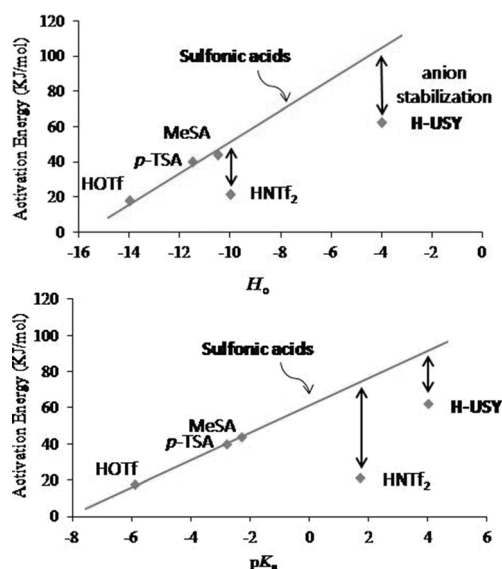 120
100
80
60
40
20
0
Activation Energy (KJ/mol)
Sulfonic acids
anion
stabilization
MeSA
p-TSA
H-USY
HOTf
HNTf2
-16 -14 -12 -10 -8 -6 -4 -2 0
Ho
120
100
80
60
40
20
0
Activation Energy (KJ/mol)
Sulfonic acids
MeSA
p-TSA
H-USY
HOTf
HNTf2
-8 -6 -4 -2 0 2 4 6
pKa